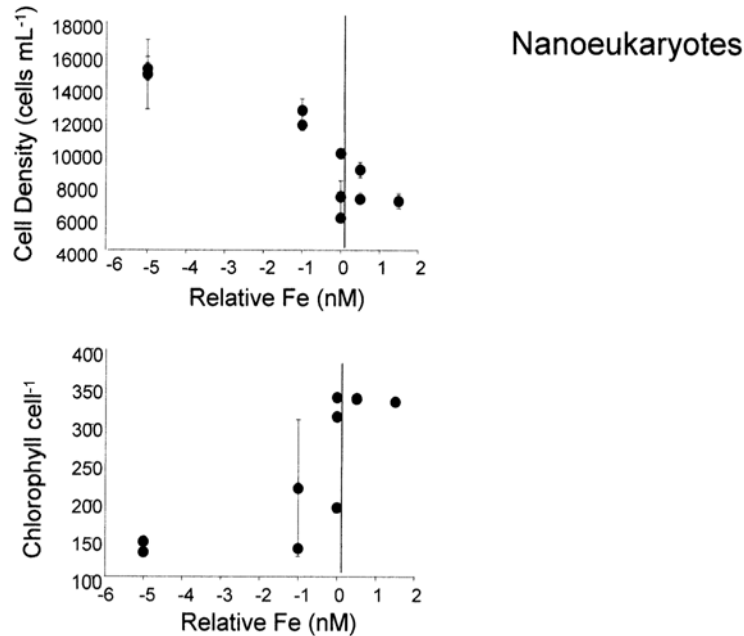 Nanoeukaryotes
Cell Density (cells mL⁻¹)
18000
16000
14000
12000
10000
8000
6000
4000
-6 -5 -4 -3 -2 -1 0 1 2
Relative Fe (nM)
Chlorophyll cell⁻¹
400
350
300
250
200
150
100
-6 -5 -4 -3 -2 -1 0 1 2
Relative Fe (nM)